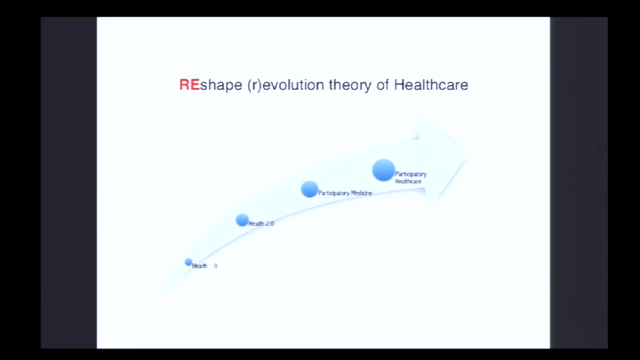 REshape (r)evolution theory of Healthcare
Participatory
Healthcare
Participatory Medicine
Health 2.0
Health 0